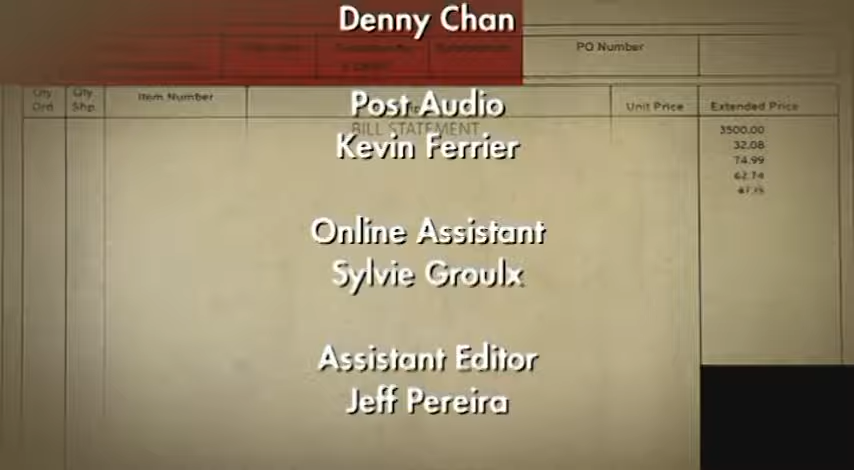 Denny Chan
PO Number
Qty Ord
Qty Shp
Item Number
Unit Price
Extended Price
Post Audio
BILL STATEMENT
Kevin Ferrier
3500.00
32.08
74.99
62.74
Online Assistant
Sylvie Groulx
Assistant Editor
Jeff Pereira